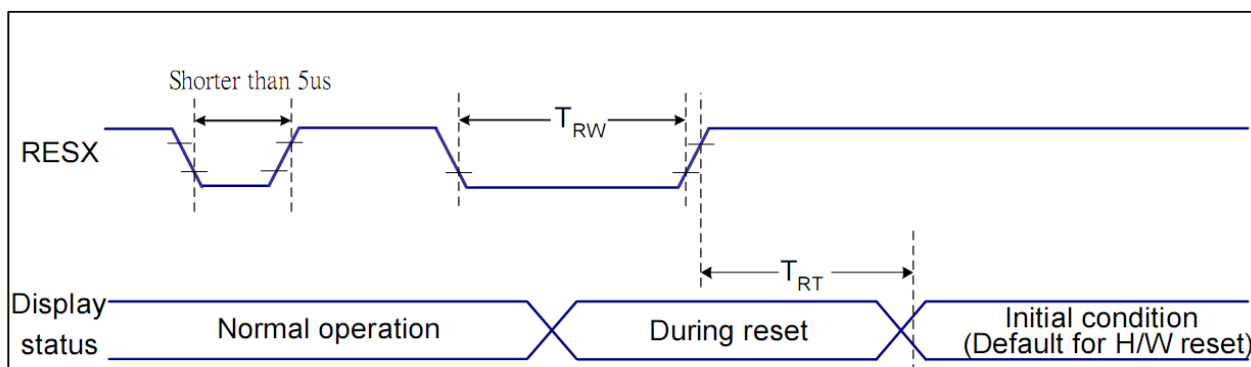 Shorter than 5us
RESX
TRW
TRT
Display
status
Normal operation
During reset
Initial condition
(Default for H/W reset)